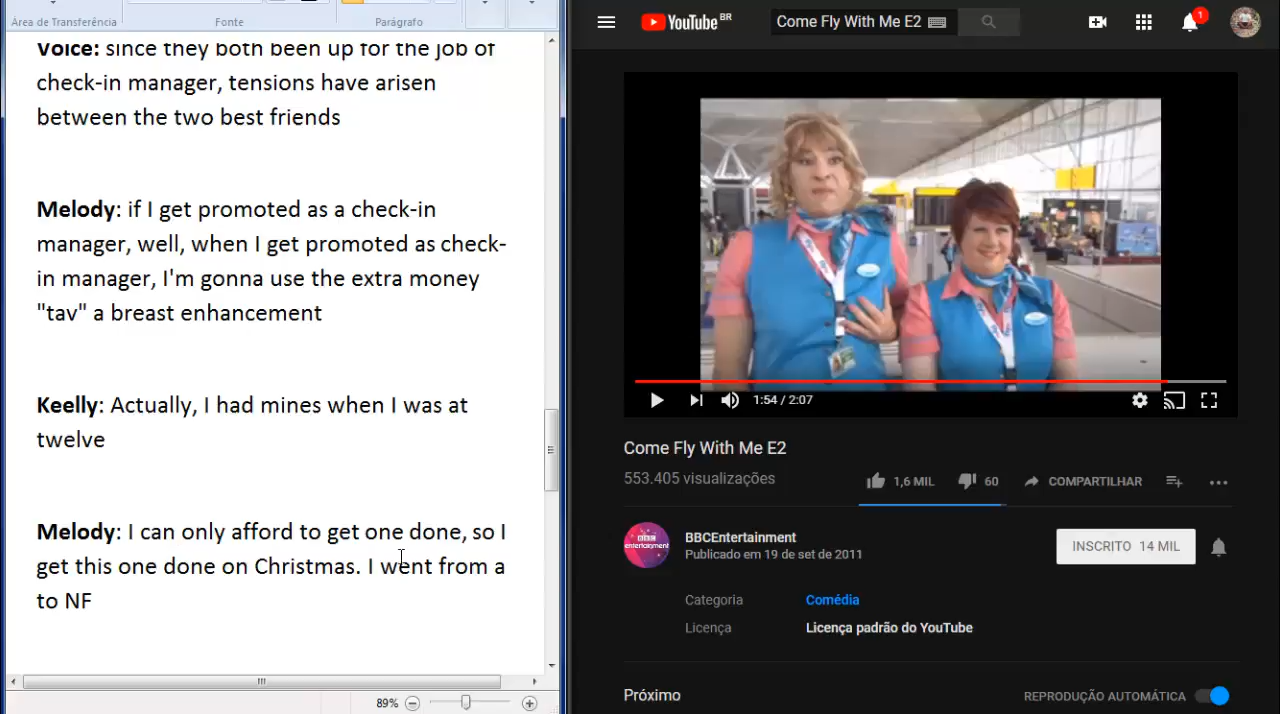 Área de Transferência
Fonte
Parágrafo
Voice: since they both been up for the job of
check-in manager, tensions have arisen
between the two best friends
Melody: if I get promoted as a check-in
manager, well, when I get promoted as check-
in manager, I'm gonna use the extra money
"tav" a breast enhancement
Keelly: Actually, I had mines when I was at
twelve
Melody: I can only afford to get one done, so I
get this one done on Christmas. I went from a
to NF
89%
YouTube BR
Come Fly With Me E2
1
1:54 / 2:07
Come Fly With Me E2
553.405 visualizações
1,6 MIL
60
COMPARTILHAR
BBC
entertainment
BBCEntertainment
Publicado em 19 de set de 2011
INSCRITO 14 MIL
Categoria
Comédia
Licença
Licença padrão do YouTube
Próximo
REPRODUÇÃO AUTOMÁTICA